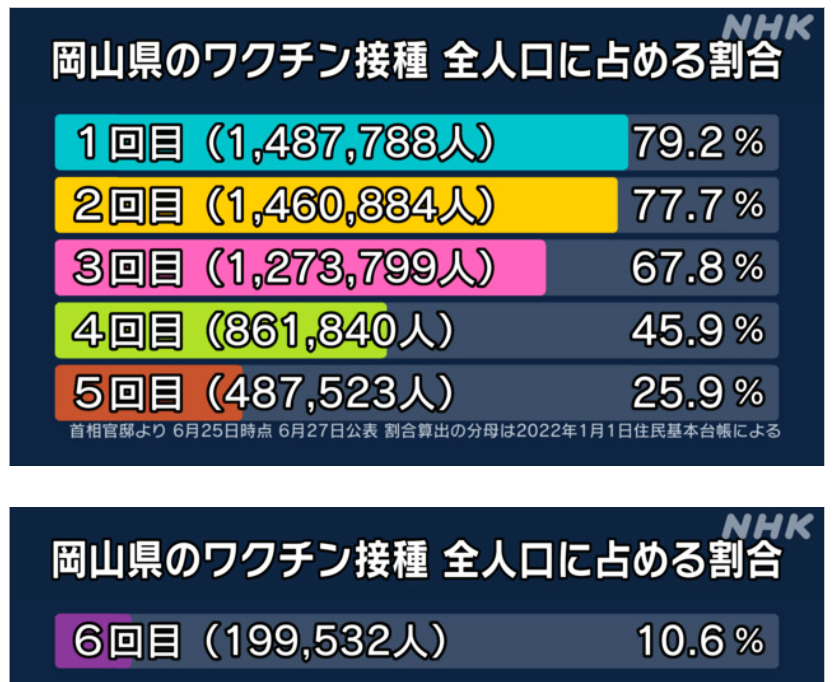 NHK
岡山県のワクチン接種 全人口に占める割合
1回目（1,487,788人） 79.2％
2回目（1,460,884人） 77.7％
3回目（1,273,799人） 67.8％
4回目（861,840人） 45.9％
5回目（487,523人） 25.9％
首相官邸より 6月25日時点 6月27日公表 割合算出の分母は2022年1月1日住民基本台帳による
NHK
岡山県のワクチン接種 全人口に占める割合
6回目（199,532人） 10.6％